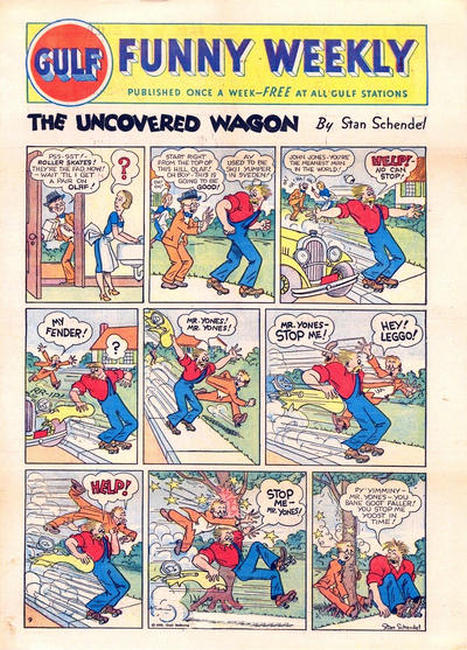 GULF
FUNNY WEEKLY
PUBLISHED ONCE A WEEK—FREE AT ALL GULF STATIONS
THE UNCOVERED WAGON By Stan Schendel
PSS-SST!
ROLLER SKATES!
THEY'RE THE FAD NOW!
WAIT 'TIL I GET
A PAIR ON
OLAF!
?
START RIGHT
FROM THE TOP OF
THIS HILL OLAF!
OH BOY- THIS IS
GOING TO BE
GOOD!
AY
USED TO BE
SKII YUMPER
IN SVEDEN!
JOHN JONES- YOU'RE
THE MEANEST MAN
IN THE WORLD!
HELP!
NO CAN
STOP!
MY
FENDER!
?
RR-IP!
MR. YONES!
MR. YONES!
MR. YONES-
STOP ME!
HEY!
LEGGO!
HELP!
STOP
ME-
MR. YONES!
PY YIMMINY-
MR. YONES- YOU
BANE GOOT FALLER!
YOU STOP ME
YOOST IN
TIME!
9
Stan Schendel